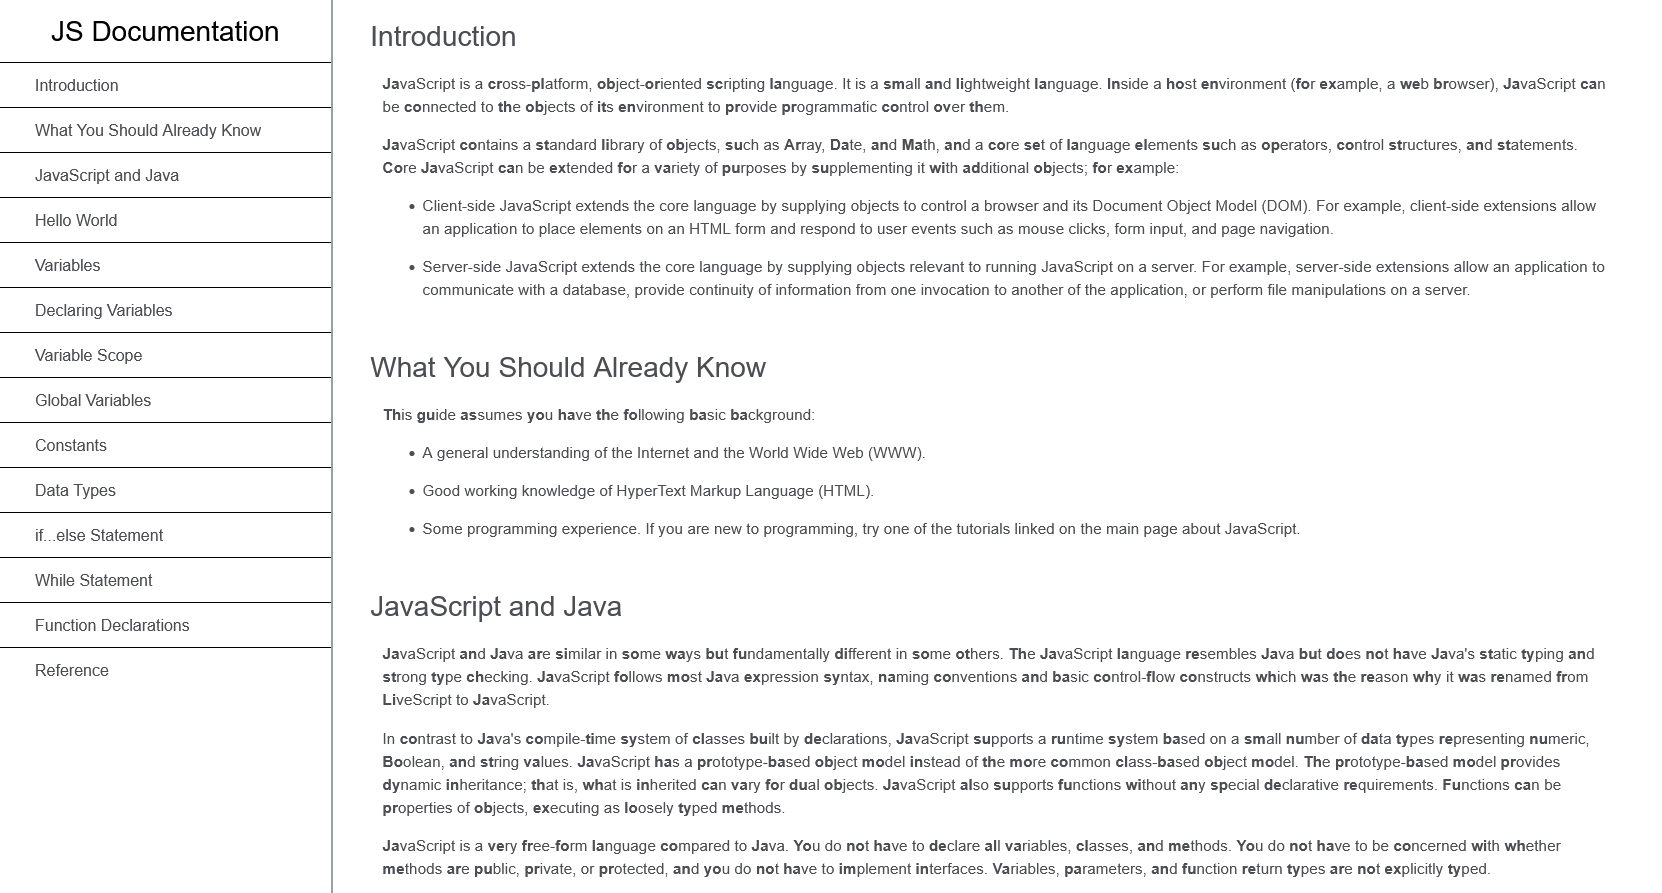 JS Documentation
Introduction
What You Should Already Know
JavaScript and Java
Hello World
Variables
Declaring Variables
Variable Scope
Global Variables
Constants
Data Types
if...else Statement
While Statement
Function Declarations
Reference
Introduction
JavaScript is a cross-platform, object-oriented scripting language. It is a small and lightweight language. Inside a host environment (for example, a web browser), JavaScript can
be connected to the objects of its environment to provide programmatic control over them.
JavaScript contains a standard library of objects, such as Array, Date, and Math, and a core set of language elements such as operators, control structures, and statements.
Core JavaScript can be extended for a variety of purposes by supplementing it with additional objects; for example:
• Client-side JavaScript extends the core language by supplying objects to control a browser and its Document Object Model (DOM). For example, client-side extensions allow
an application to place elements on an HTML form and respond to user events such as mouse clicks, form input, and page navigation.
• Server-side JavaScript extends the core language by supplying objects relevant to running JavaScript on a server. For example, server-side extensions allow an application to
communicate with a database, provide continuity of information from one invocation to another of the application, or perform file manipulations on a server.
What You Should Already Know
This guide assumes you have the following basic background:
• A general understanding of the Internet and the World Wide Web (WWW).
• Good working knowledge of HyperText Markup Language (HTML).
• Some programming experience. If you are new to programming, try one of the tutorials linked on the main page about JavaScript.
JavaScript and Java
JavaScript and Java are similar in some ways but fundamentally different in some others. The JavaScript language resembles Java but does not have Java's static typing and
strong type checking. JavaScript follows most Java expression syntax, naming conventions and basic control-flow constructs which was the reason why it was renamed from
LiveScript to JavaScript.
In contrast to Java's compile-time system of classes built by declarations, JavaScript supports a runtime system based on a small number of data types representing numeric,
Boolean, and string values. JavaScript has a prototype-based object model instead of the more common class-based object model. The prototype-based model provides
dynamic inheritance; that is, what is inherited can vary for dual objects. JavaScript also supports functions without any special declarative requirements. Functions can be
properties of objects, executing as loosely typed methods.
JavaScript is a very free-form language compared to Java. You do not have to declare all variables, classes, and methods. You do not have to be concerned with whether
methods are public, private, or protected, and you do not have to implement interfaces. Variables, parameters, and function return types are not explicitly typed.